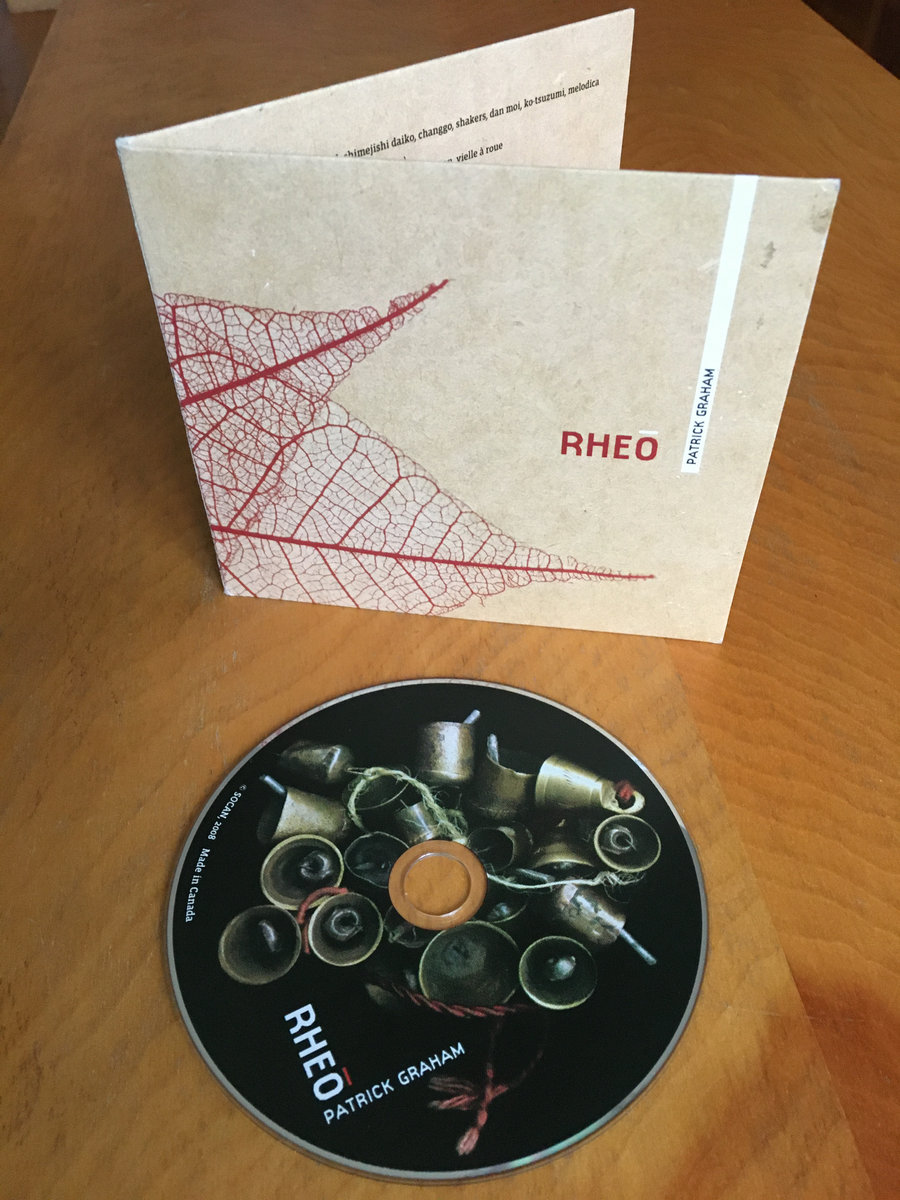 shimejishi daiko, changgo, shakers, dan moi, ko-tsuzumi, melodica
vielle à roue
RHEŌ
PATRICK GRAHAM
© SOCAN, 2008 Made in Canada
RHEŌ
PATRICK GRAHAM